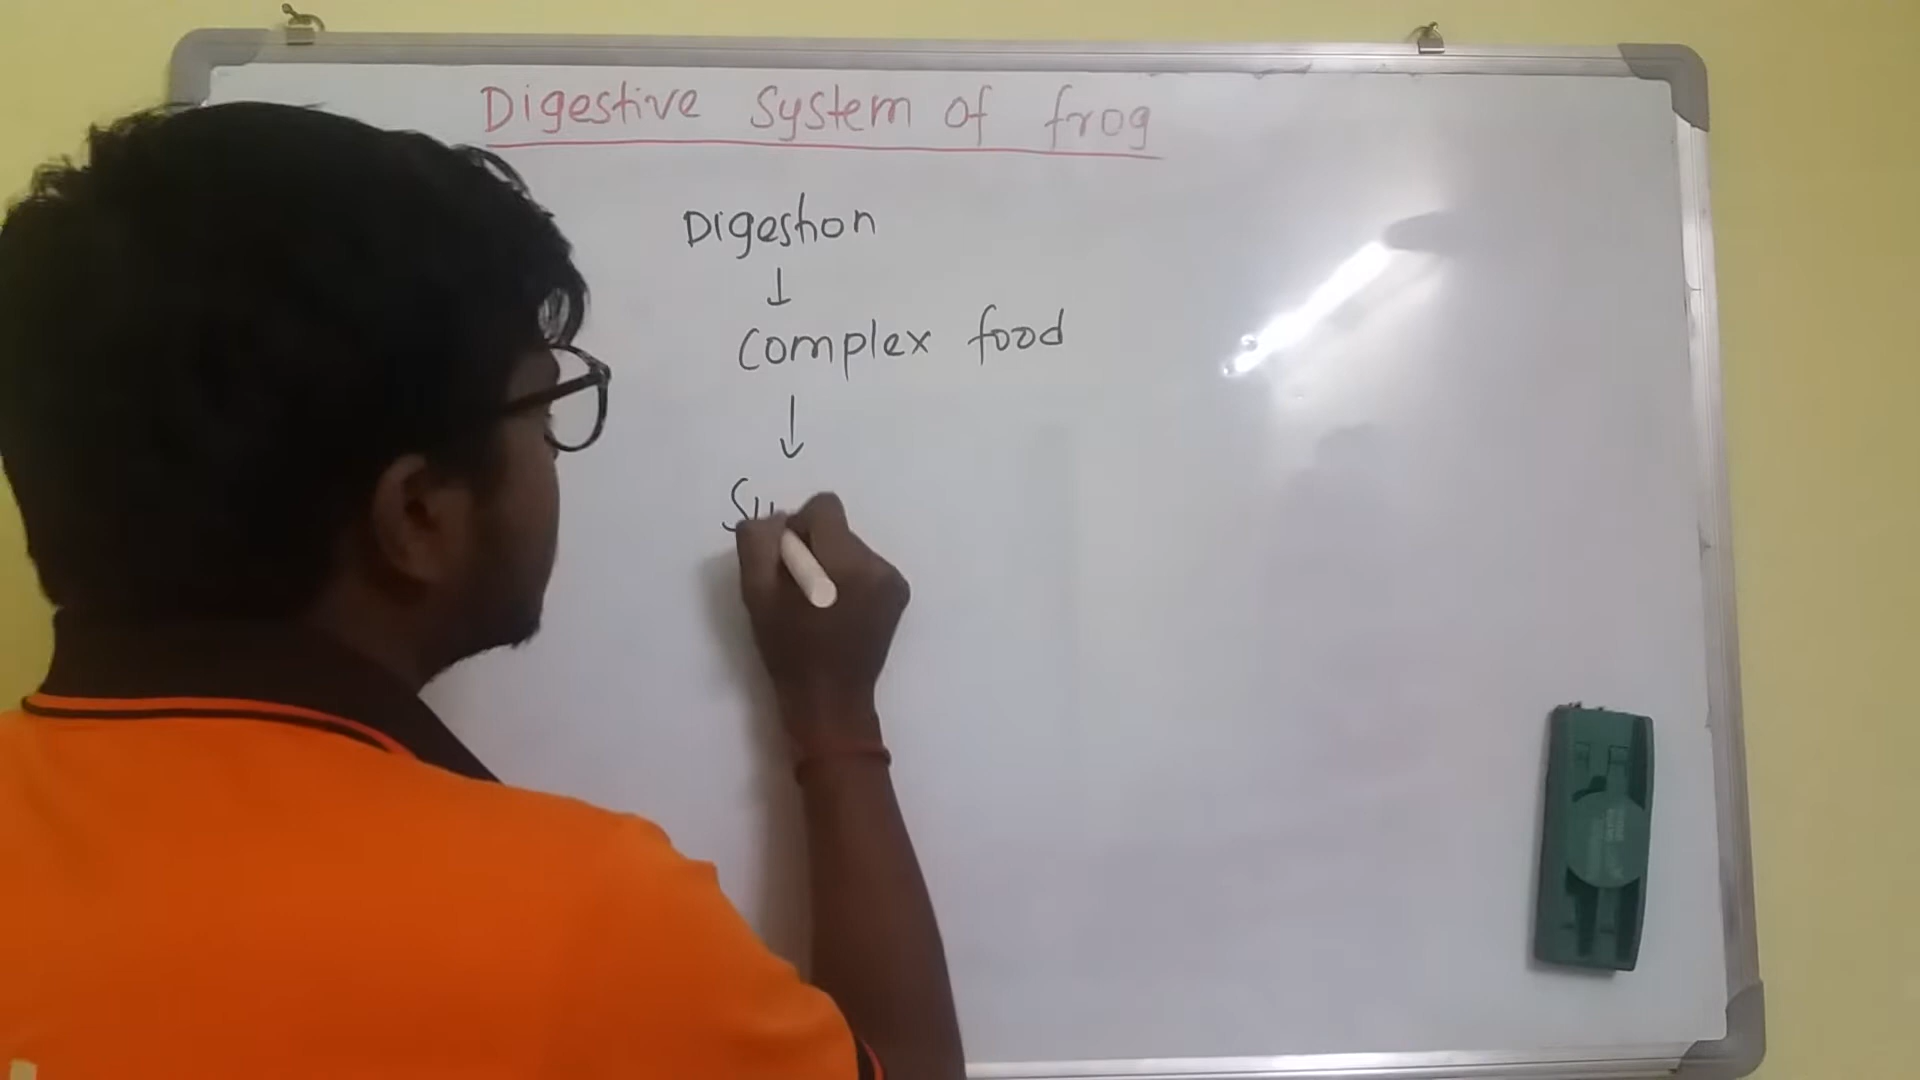 Digestive system of frog
Digestion
↓
Complex food
↓